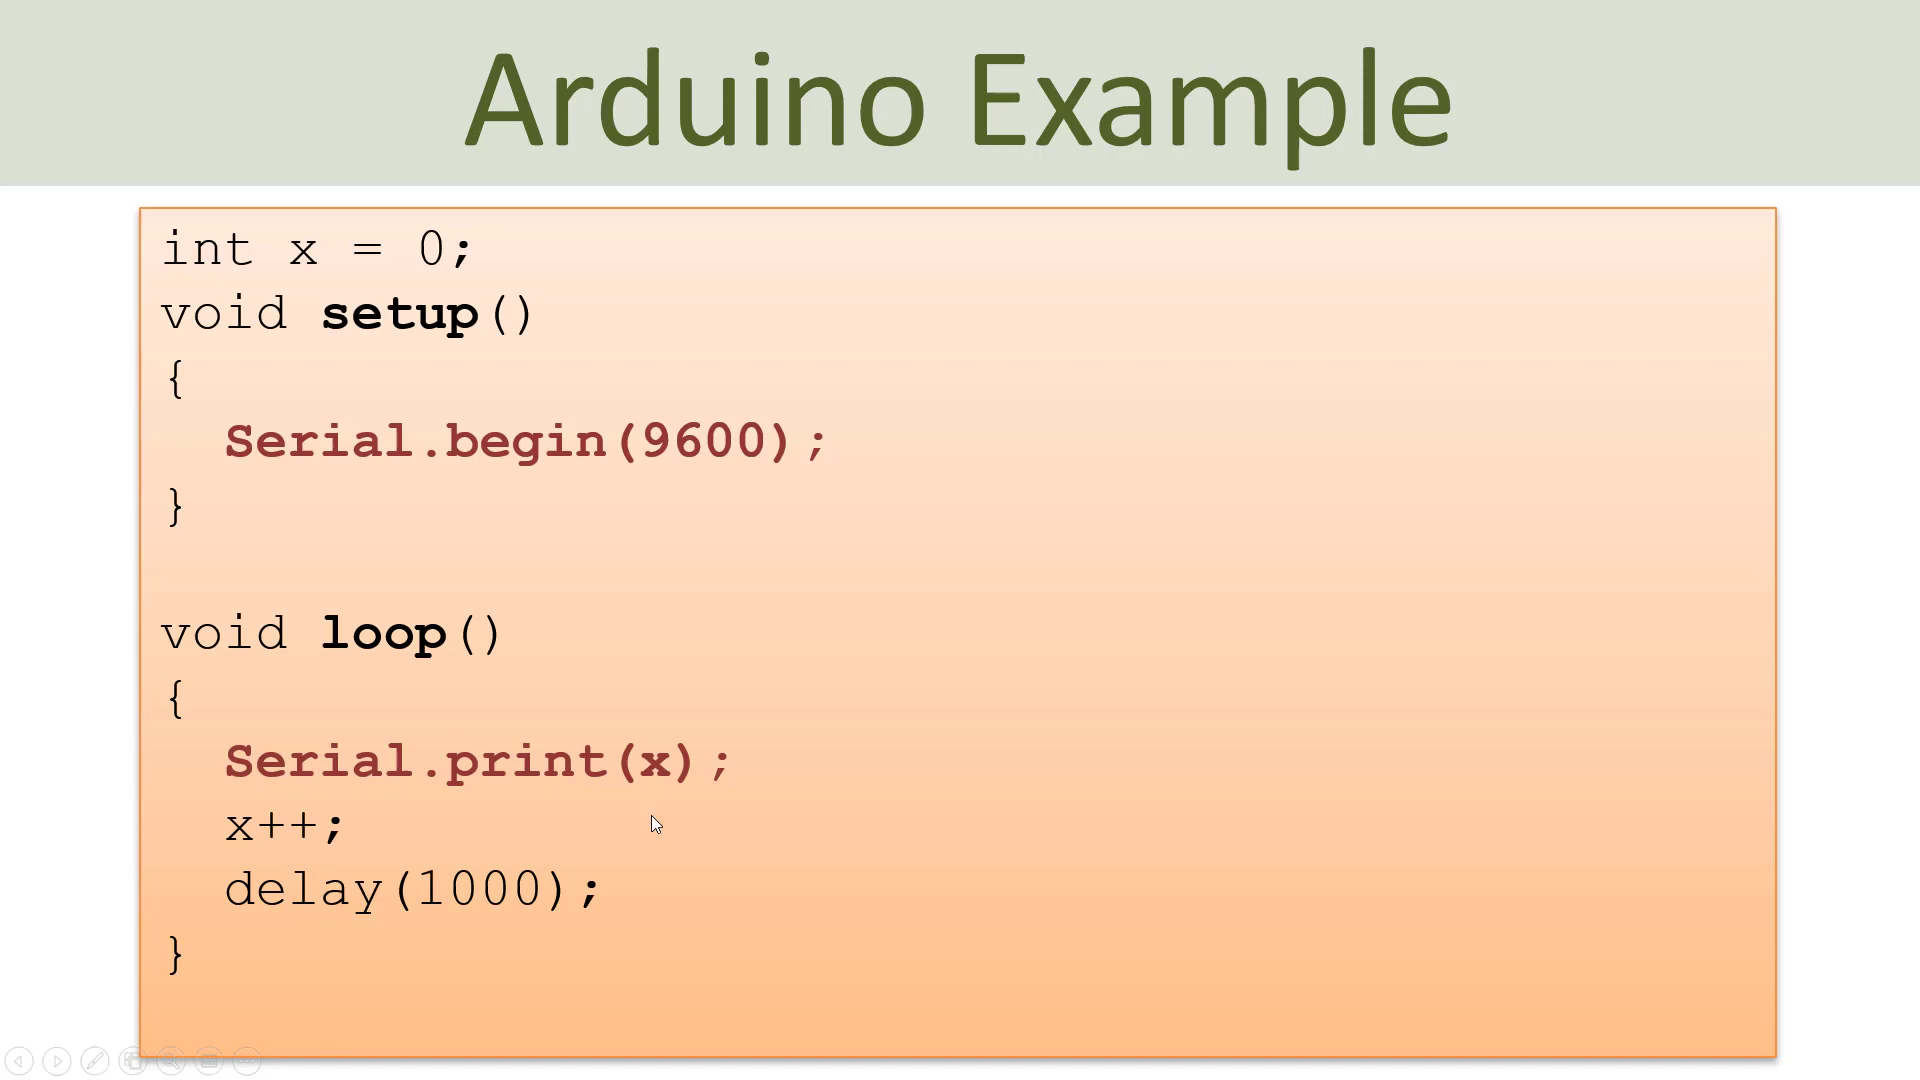 Arduino Example
int x = 0;
void setup()
{
  Serial.begin(9600);
}
void loop()
{
  Serial.print(x);
  x++;
  delay(1000);
}